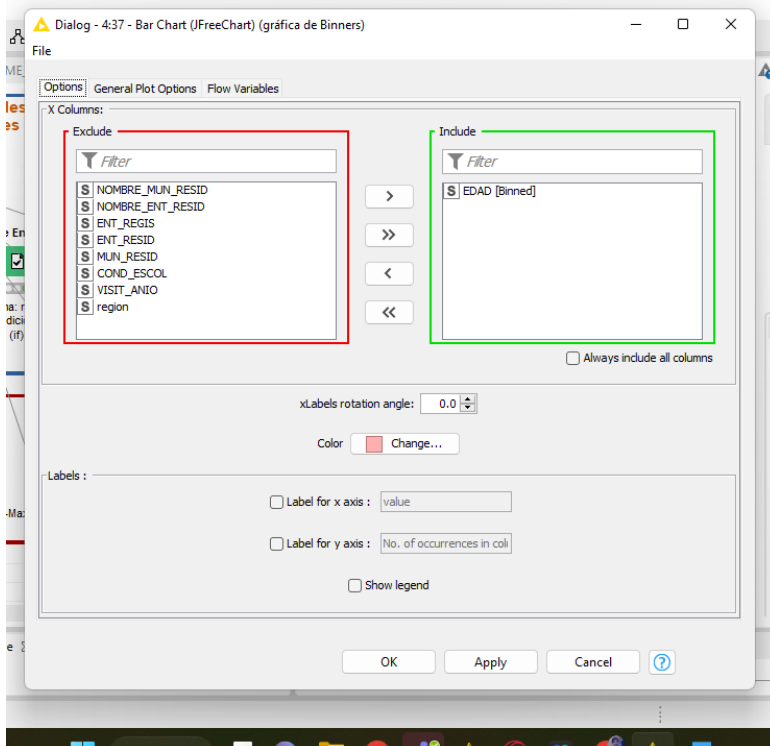 Dialog - 4:37 - Bar Chart (JFreeChart) (gráfica de Binners)
File
Options General Plot Options Flow Variables
X Columns:
Exclude
Include
Filter
Filter
S NOMBRE_MUN_RESID
S NOMBRE_ENT_RESID
S ENT_REGIS
S ENT_RESID
S MUN_RESID
S COND_ESCOL
S VISIT_ANIO
S region
S EDAD [Binned]
>
>>
<
<<
Always include all columns
xLabels rotation angle: 0.0
Color Change...
Labels :
Label for x axis : value
Label for y axis : No. of occurrences in colu
Show legend
OK Apply Cancel ?